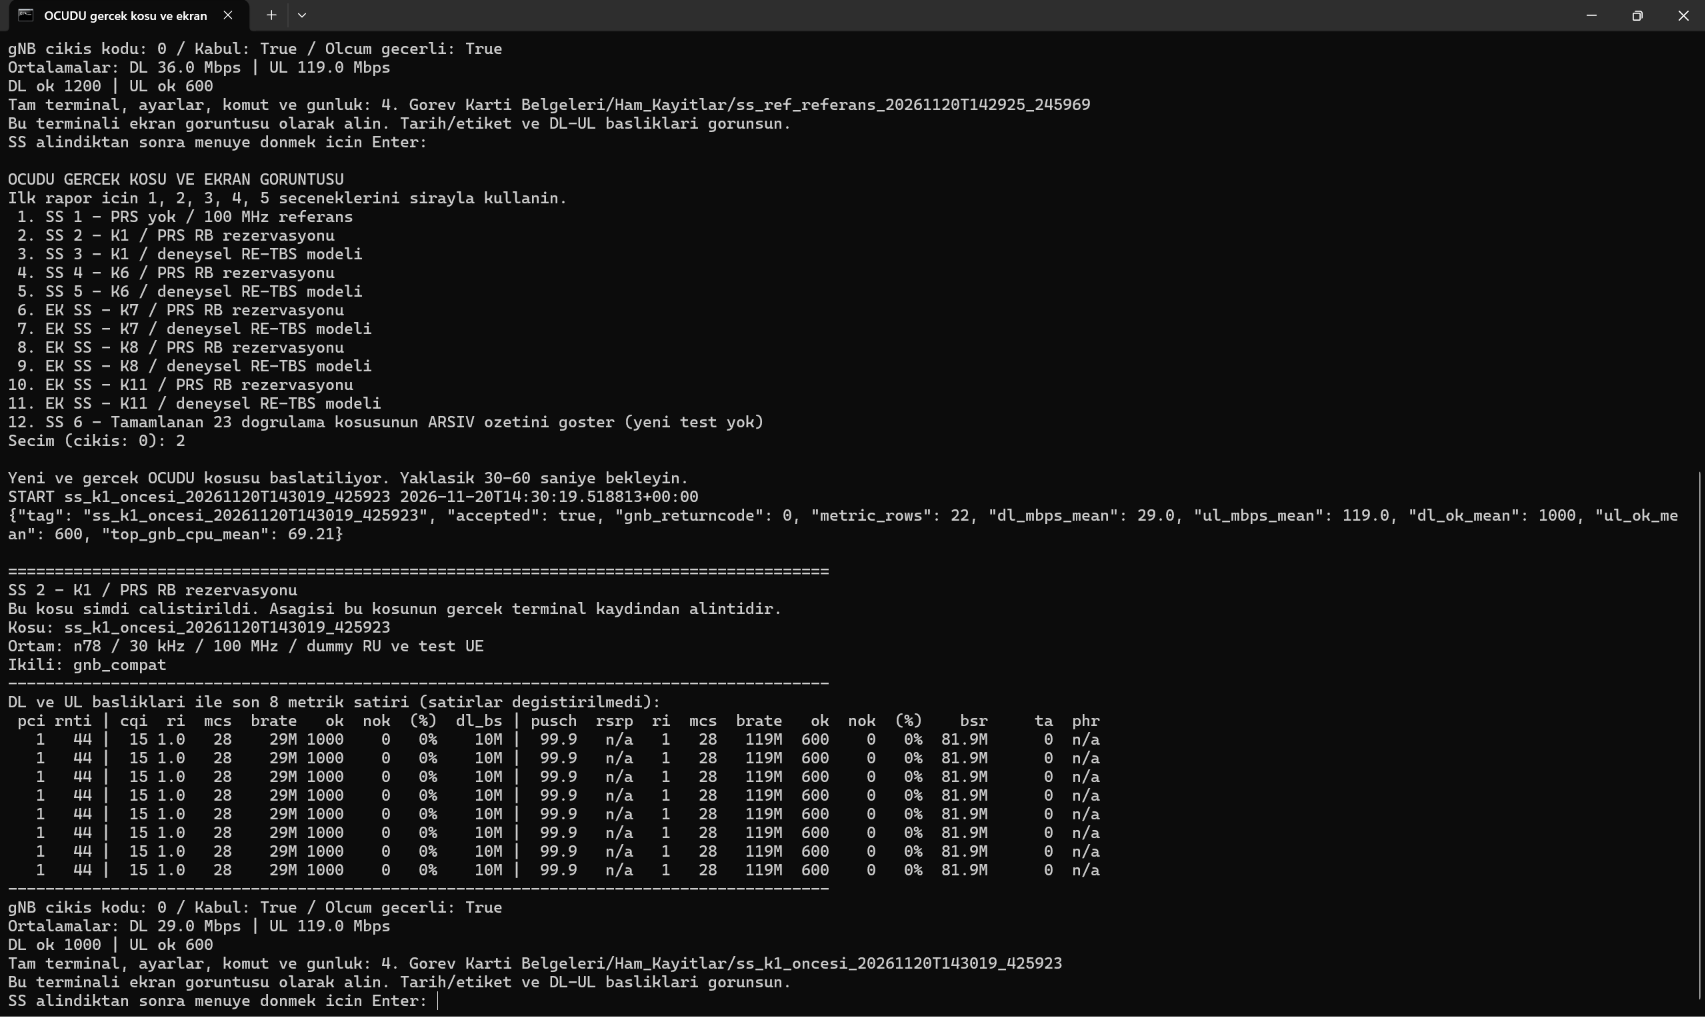 OCUDU gercek kosu ve ekran
gNB cikis kodu: 0 / Kabul: True / Olcum gecerli: True
Ortalamalar: DL 36.0 Mbps | UL 119.0 Mbps
DL ok 1200 | UL ok 600
Tam terminal, ayarlar, komut ve gunluk: 4. Gorev Karti Belgeleri/Ham_Kayitlar/ss_ref_referans_20261120T142925_245969
Bu terminali ekran goruntusu olarak alin. Tarih/etiket ve DL-UL basliklari gorunsun.
SS alindiktan sonra menuye donmek icin Enter:
OCUDU GERCEK KOSU VE EKRAN GORUNTUSU
Ilk rapor icin 1, 2, 3, 4, 5 seceneklerini sirayla kullanin.
1. SS 1 - PRS yok / 100 MHz referans
2. SS 2 - K1 / PRS RB rezervasyonu
3. SS 3 - K1 / deneysel RE-TBS modeli
4. SS 4 - K6 / PRS RB rezervasyonu
5. SS 5 - K6 / deneysel RE-TBS modeli
6. EK SS - K7 / PRS RB rezervasyonu
7. EK SS - K7 / deneysel RE-TBS modeli
8. EK SS - K8 / PRS RB rezervasyonu
9. EK SS - K8 / deneysel RE-TBS modeli
10. EK SS - K11 / PRS RB rezervasyonu
11. EK SS - K11 / deneysel RE-TBS modeli
12. SS 6 - Tamamlanan 23 dogrulama kosusunun ARSIV ozetini goster (yeni test yok)
Secim (cikis: 0): 2
Yeni ve gercek OCUDU kosusu baslatiliyor. Yaklasik 30-60 saniye bekleyin.
START ss_k1_oncesi_20261120T143019_425923 2026-11-20T14:30:19.518813+00:00
{"tag": "ss_k1_oncesi_20261120T143019_425923", "accepted": true, "gnb_returncode": 0, "metric_rows": 22, "dl_mbps_mean": 29.0, "ul_mbps_mean": 119.0, "dl_ok_mean": 1000, "ul_ok_me
an": 600, "top_gnb_cpu_mean": 69.21}
========================================================================================
SS 2 - K1 / PRS RB rezervasyonu
Bu kosu simdi calistirildi. Asagisi bu kosunun gercek terminal kaydindan alintidir.
Kosu: ss_k1_oncesi_20261120T143019_425923
Ortam: n78 / 30 kHz / 100 MHz / dummy RU ve test UE
Ikili: gnb_compat
----------------------------------------------------------------------------------------
DL ve UL basliklari ile son 8 metrik satiri (satirlar degistirilmedi):
pci rnti | cqi ri mcs brate ok nok (%) dl_bs | pusch rsrp ri mcs brate ok nok (%) bsr ta phr
1 44 | 15 1.0 28 29M 1000 0 0% 10M | 99.9 n/a 1 28 119M 600 0 0% 81.9M 0 n/a
1 44 | 15 1.0 28 29M 1000 0 0% 10M | 99.9 n/a 1 28 119M 600 0 0% 81.9M 0 n/a
1 44 | 15 1.0 28 29M 1000 0 0% 10M | 99.9 n/a 1 28 119M 600 0 0% 81.9M 0 n/a
1 44 | 15 1.0 28 29M 1000 0 0% 10M | 99.9 n/a 1 28 119M 600 0 0% 81.9M 0 n/a
1 44 | 15 1.0 28 29M 1000 0 0% 10M | 99.9 n/a 1 28 119M 600 0 0% 81.9M 0 n/a
1 44 | 15 1.0 28 29M 1000 0 0% 10M | 99.9 n/a 1 28 119M 600 0 0% 81.9M 0 n/a
1 44 | 15 1.0 28 29M 1000 0 0% 10M | 99.9 n/a 1 28 119M 600 0 0% 81.9M 0 n/a
1 44 | 15 1.0 28 29M 1000 0 0% 10M | 99.9 n/a 1 28 119M 600 0 0% 81.9M 0 n/a
----------------------------------------------------------------------------------------
gNB cikis kodu: 0 / Kabul: True / Olcum gecerli: True
Ortalamalar: DL 29.0 Mbps | UL 119.0 Mbps
DL ok 1000 | UL ok 600
Tam terminal, ayarlar, komut ve gunluk: 4. Gorev Karti Belgeleri/Ham_Kayitlar/ss_k1_oncesi_20261120T143019_425923
Bu terminali ekran goruntusu olarak alin. Tarih/etiket ve DL-UL basliklari gorunsun.
SS alindiktan sonra menuye donmek icin Enter: